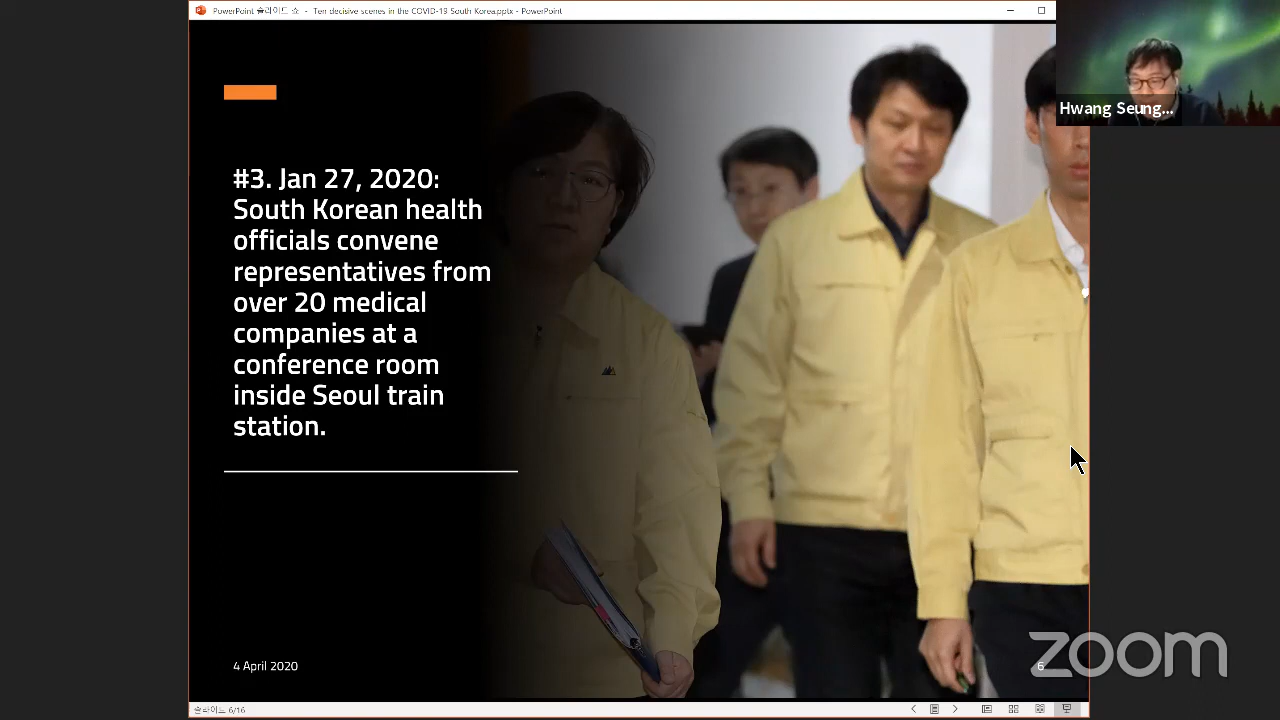 PowerPoint 슬라이드 쇼 - Ten decisive scenes in the COVID-19 South Korea.pptx - PowerPoint
Hwang Seung...
#3. Jan 27, 2020:
South Korean health
officials convene
representatives from
over 20 medical
companies at a
conference room
inside Seoul train
station.
4 April 2020
6
zoom
슬라이드 6/16